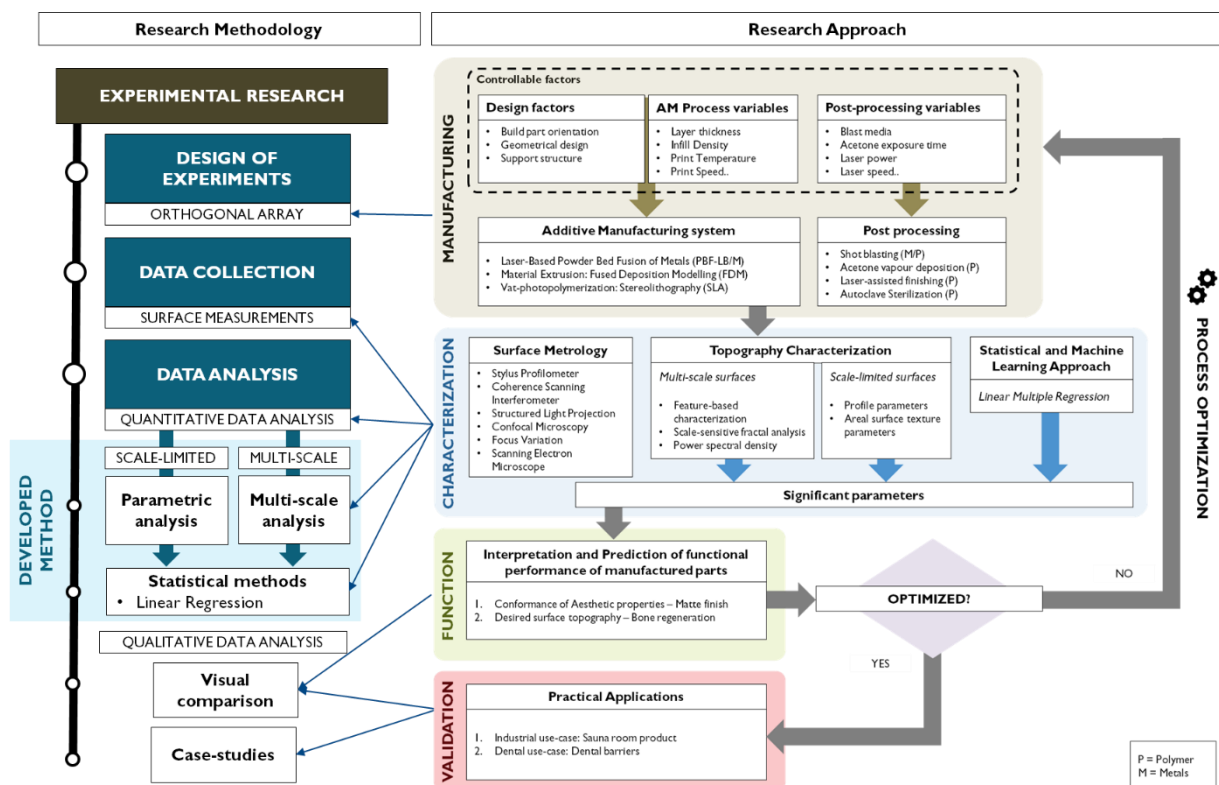 Research Methodology
Research Approach
EXPERIMENTAL RESEARCH
DESIGN OF
EXPERIMENTS
ORTHOGONAL ARRAY
DATA COLLECTION
SURFACE MEASUREMENTS
DATA ANALYSIS
QUANTITATIVE DATA ANALYSIS
SCALE-LIMITED
MULTI-SCALE
DEVELOPED
METHOD
Parametric
analysis
Multi-scale
analysis
Statistical methods
• Linear Regression
QUALITATIVE DATA ANALYSIS
Visual
comparison
Case-studies
MANUFACTURING
Controllable factors
Design factors
• Build part orientation
• Geometrical design
• Support structure
AM Process variables
• Layer thickness
• Infill Density
• Print Temperature
• Print Speed..
Post-processing variables
• Blast media
• Acetone exposure time
• Laser power
• Laser speed..
Additive Manufacturing system
• Laser-Based Powder Bed Fusion of Metals (PBF-LB/M)
• Material Extrusion: Fused Deposition Modelling (FDM)
• Vat-photopolymerization: Stereolithography (SLA)
Post processing
• Shot blasting (M/P)
• Acetone vapour deposition (P)
• Laser-assisted finishing (P)
• Autoclave Sterilization (P)
CHARACTERIZATION
Surface Metrology
• Stylus Profilometer
• Coherence Scanning
Interferometer
• Structured Light Projection
• Confocal Microscopy
• Focus Variation
• Scanning Electron
Microscope
Topography Characterization
Multi-scale surfaces
• Feature-based
characterization
• Scale-sensitive fractal analysis
• Power spectral density
Scale-limited surfaces
• Profile parameters
• Areal surface texture
parameters
Statistical and Machine
Learning Approach
Linear Multiple Regression
Significant parameters
FUNCTION
Interpretation and Prediction of functional
performance of manufactured parts
1. Conformance of Aesthetic properties – Matte finish
2. Desired surface topography – Bone regeneration
OPTIMIZED?
NO
YES
PROCESS OPTIMIZATION
VALIDATION
Practical Applications
1. Industrial use-case: Sauna room product
2. Dental use-case: Dental barriers
P = Polymer
M = Metals